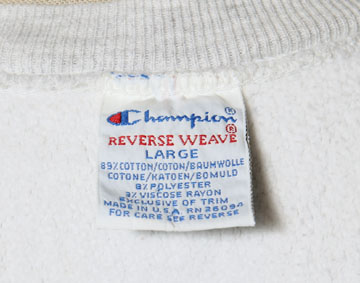 Champion®
REVERSE WEAVE®
LARGE
89% COTTON/COTON/BAUMWOLLE
COTONE/KATOEN/BOMULD
8% POLYESTER
3% VISCOSE RAYON
EXCLUSIVE OF TRIM
MADE IN U.S.A. RN 26094
FOR CARE SEE REVERSE